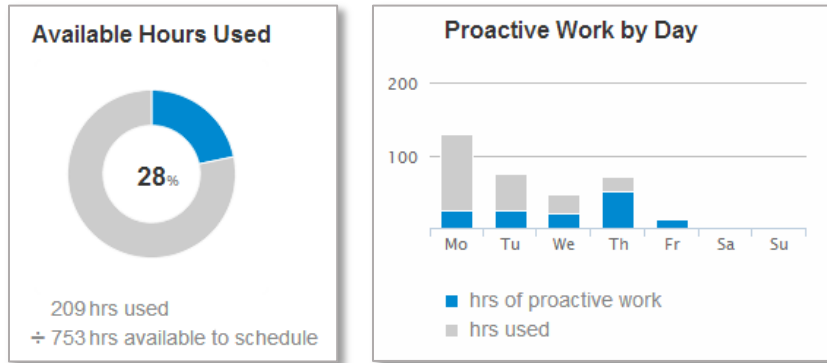 Available Hours Used
28%
209 hrs used
÷ 753 hrs available to schedule
Proactive Work by Day
200
100
Mo Tu We Th Fr Sa Su
hrs of proactive work
hrs used